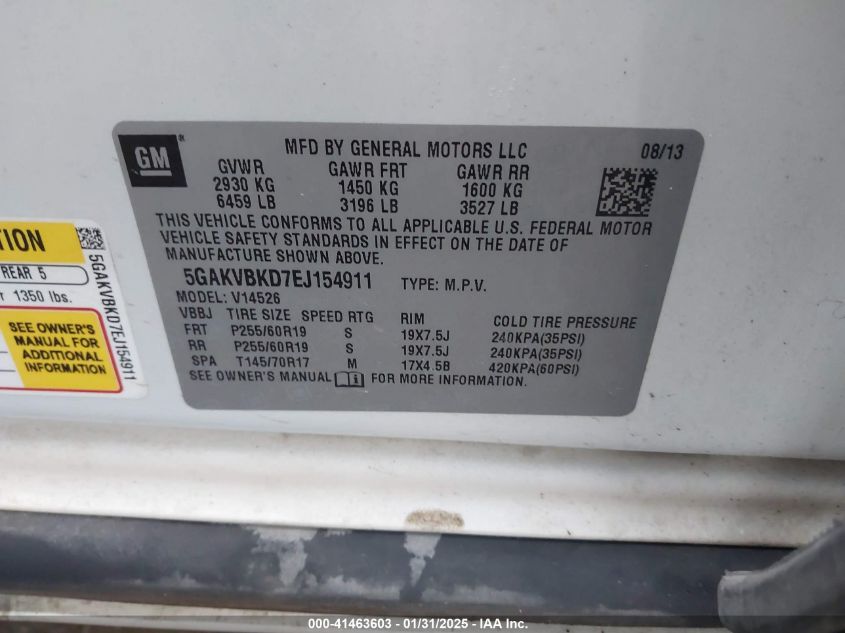 GM
MFD BY GENERAL MOTORS LLC 08/13
GVWR GAWR FRT GAWR RR
2930 KG 1450 KG 1600 KG
6459 LB 3196 LB 3527 LB
THIS VEHICLE CONFORMS TO ALL APPLICABLE U.S. FEDERAL MOTOR
VEHICLE SAFETY STANDARDS IN EFFECT ON THE DATE OF
MANUFACTURE SHOWN ABOVE.
5GAKVBKD7EJ154911 TYPE: M.P.V.
MODEL: V14526
VBBJ TIRE SIZE SPEED RTG RIM COLD TIRE PRESSURE
FRT P255/60R19 S 19X7.5J 240KPA(35PSI)
RR P255/60R19 S 19X7.5J 240KPA(35PSI)
SPA T145/70R17 M 17X4.5B 420KPA(60PSI)
SEE OWNER'S MANUAL FOR MORE INFORMATION.
REAR 5
1350 lbs.
SEE OWNER'S
MANUAL FOR
ADDITIONAL
INFORMATION
5GAKVBKD7EJ154911
000-41463603 - 01/31/2025 - IAA Inc.